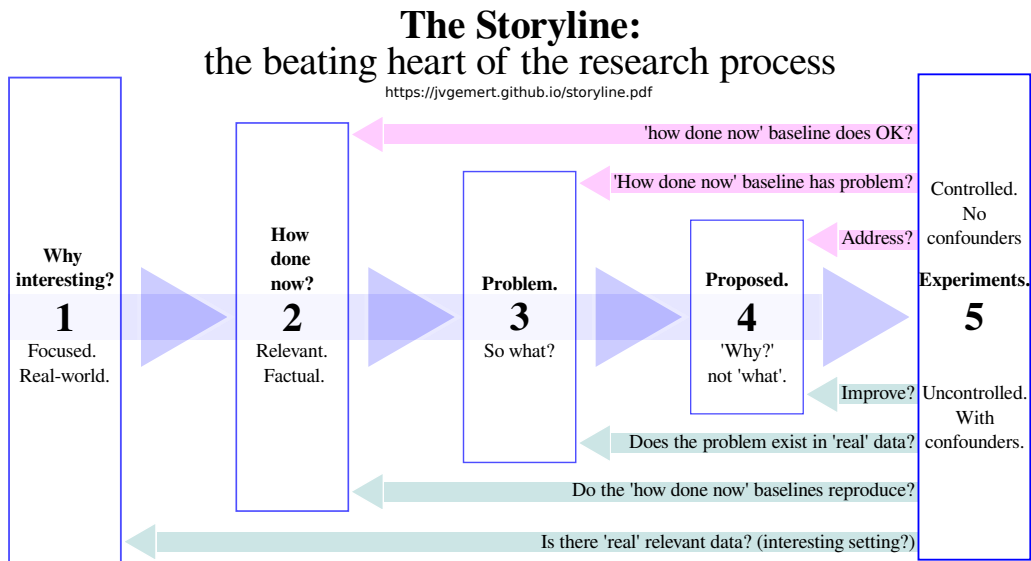 The Storyline:
the beating heart of the research process
https://jvgemert.github.io/storyline.pdf
Why
interesting?
1
Focused.
Real-world.
How
done
now?
2
Relevant.
Factual.
Problem.
3
So what?
Proposed.
4
'Why?'
not 'what'.
'how done now' baseline does OK?
'How done now' baseline has problem?
Address?
Controlled.
No
confounders
Experiments.
5
Uncontrolled.
With
confounders.
Improve?
Does the problem exist in 'real' data?
Do the 'how done now' baselines reproduce?
Is there 'real' relevant data? (interesting setting?)